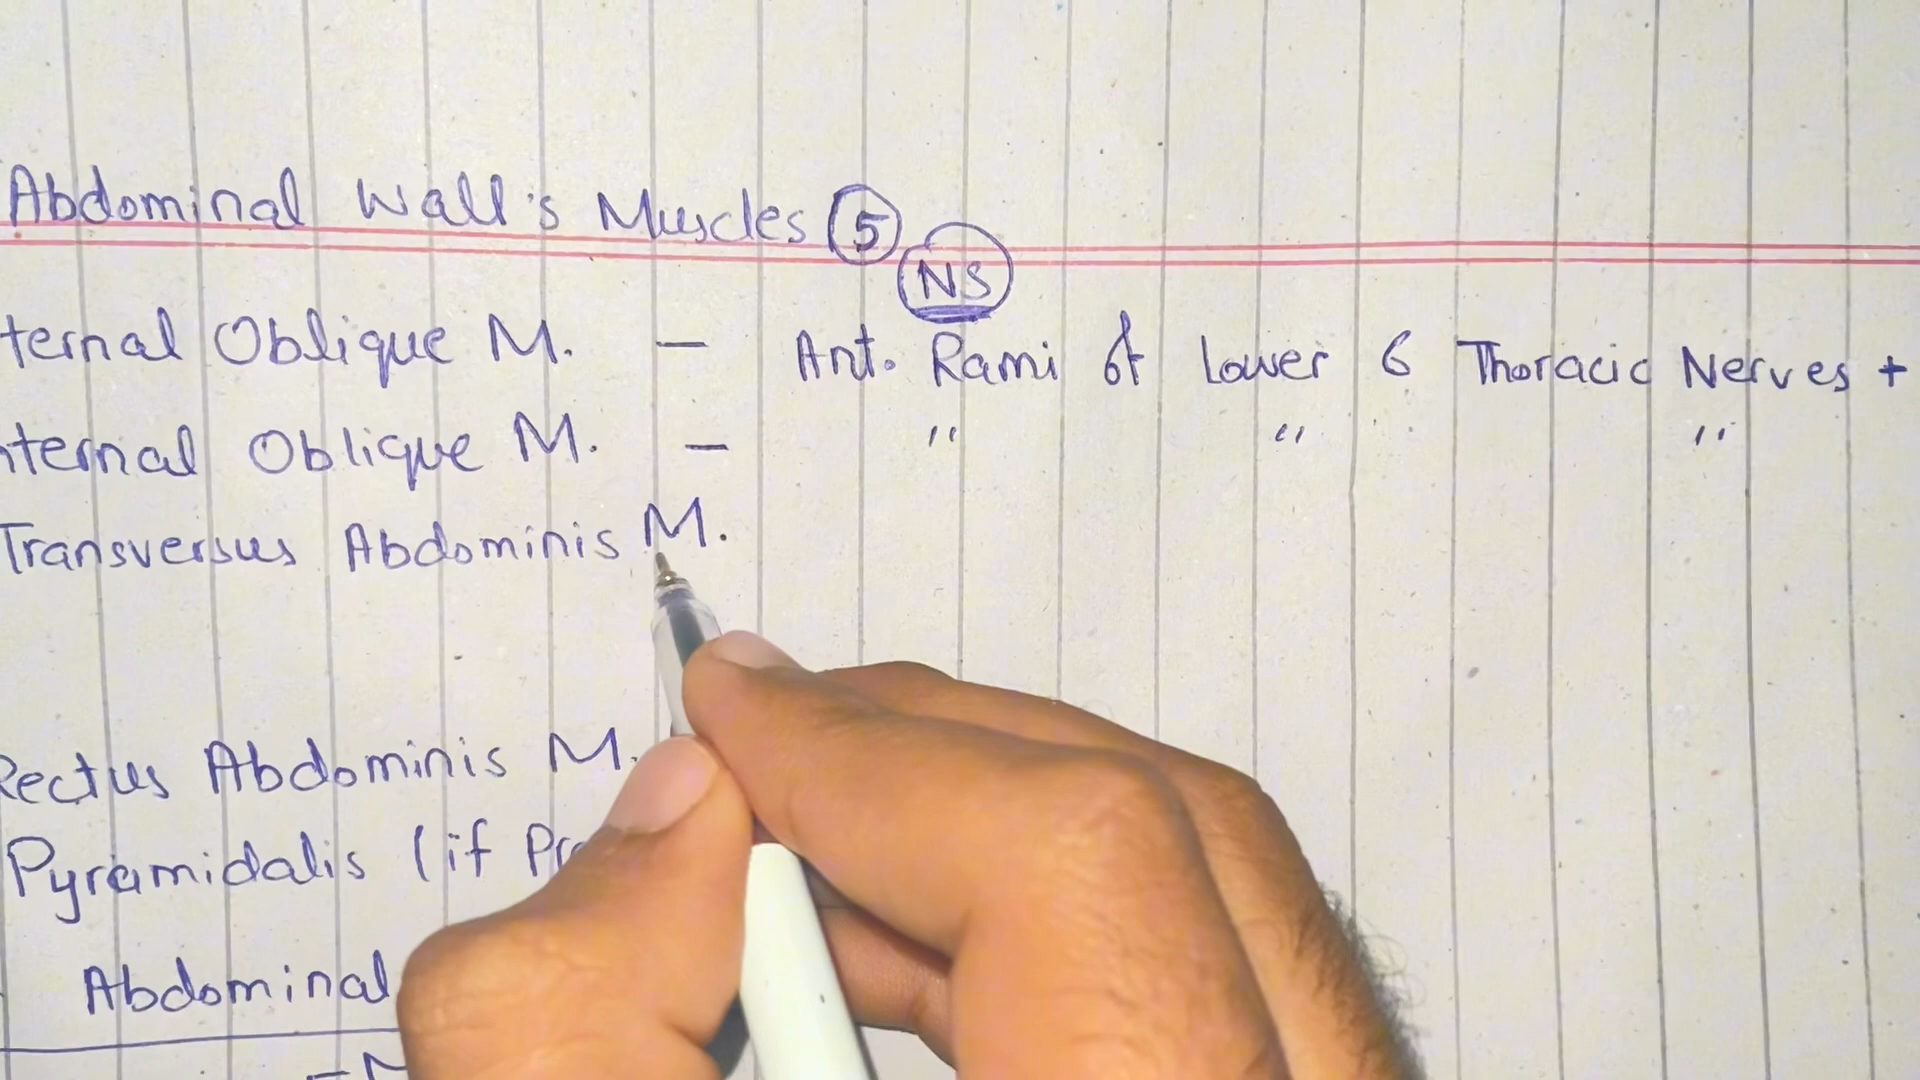 Abdominal Wall's Muscles 5
NS
ternal Oblique M. — Ant. Rami of Lower 6 Thoracic Nerves +
nternal Oblique M. — " " "
Transversus Abdominis M.
Rectus Abdominis M.
Pyramidalis (if
Abdominal